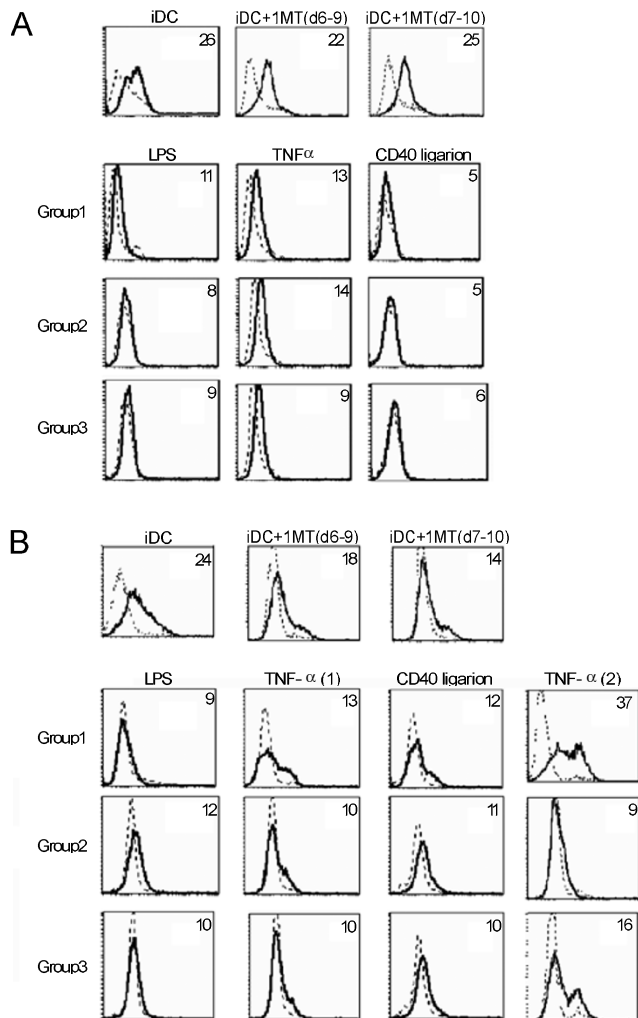 A
iDC iDC+1MT(d6-9) iDC+1MT(d7-10)
26 22 25
LPS TNFα CD40 ligarion
Group1 11 13 5
Group2 8 14 5
Group3 9 9 6
B
iDC iDC+1MT(d6-9) iDC+1MT(d7-10)
24 18 14
LPS TNF- α (1) CD40 ligarion TNF- α (2)
Group1 9 13 12 37
Group2 12 10 11 9
Group3 10 10 10 16